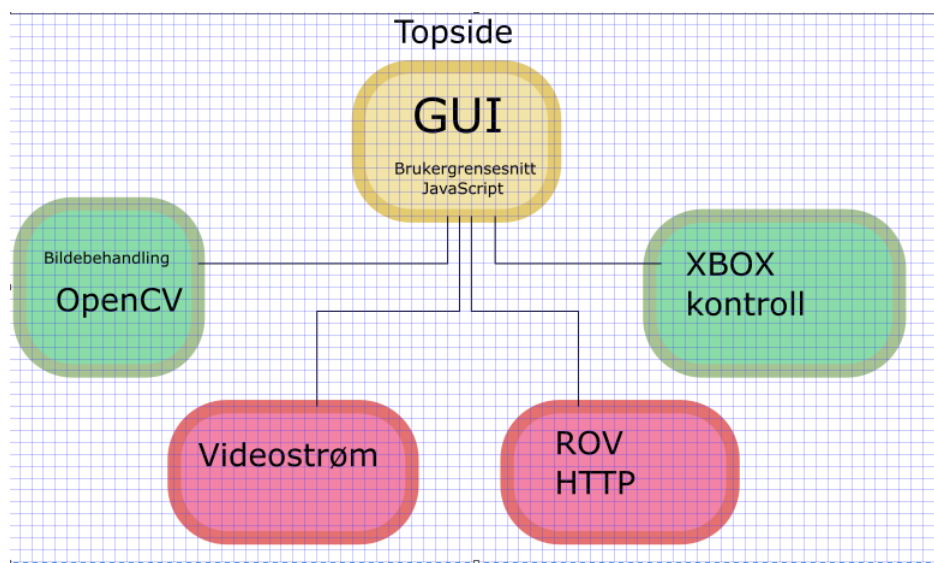 Topside
GUI
Brukergrensesnitt
JavaScript
Bildebehandling
OpenCV
XBOX
kontroll
Videostrøm
ROV
HTTP